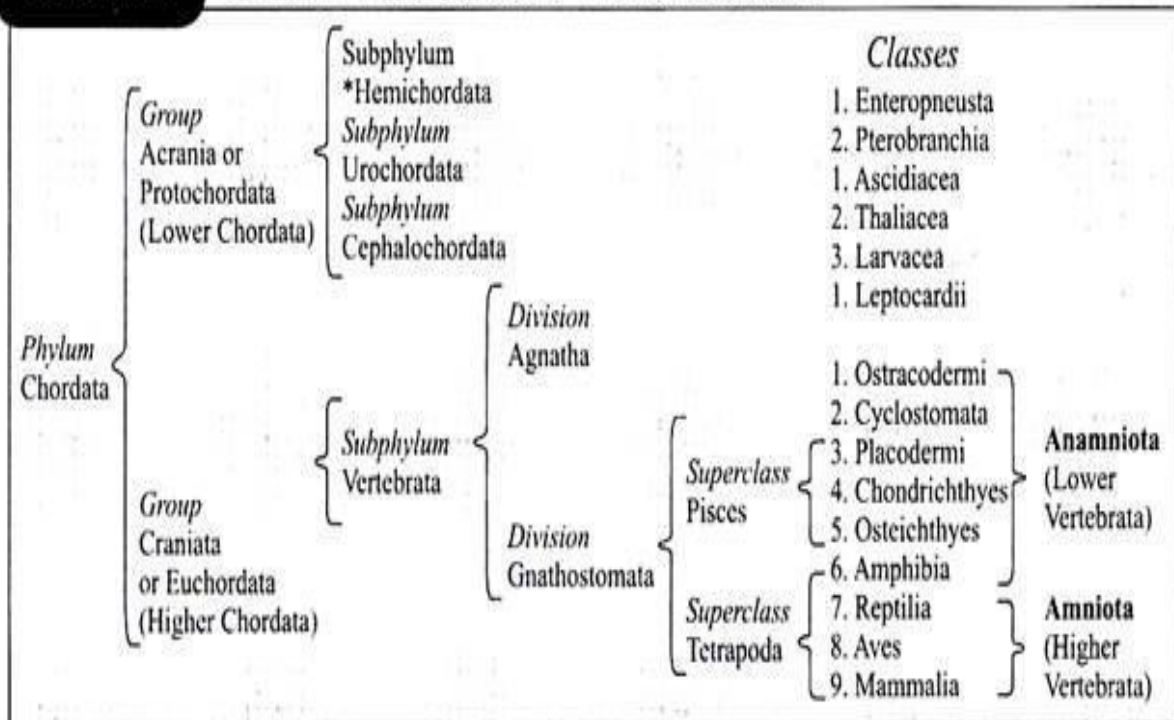 Phylum
Chordata
Group
Acrania or
Protochordata
(Lower Chordata)
Subphylum
*Hemichordata
Subphylum
Urochordata
Subphylum
Cephalochordata
Classes
1. Enteropneusta
2. Pterobranchia
1. Ascidiacea
2. Thaliacea
3. Larvacea
1. Leptocardii
Group
Craniata
or Euchordata
(Higher Chordata)
Subphylum
Vertebrata
Division
Agnatha
Division
Gnathostomata
Superclass
Pisces
Superclass
Tetrapoda
1. Ostracodermi
2. Cyclostomata
3. Placodermi
4. Chondrichthyes
5. Osteichthyes
6. Amphibia
7. Reptilia
8. Aves
9. Mammalia
Anamniota
(Lower
Vertebrata)
Amniota
(Higher
Vertebrata)